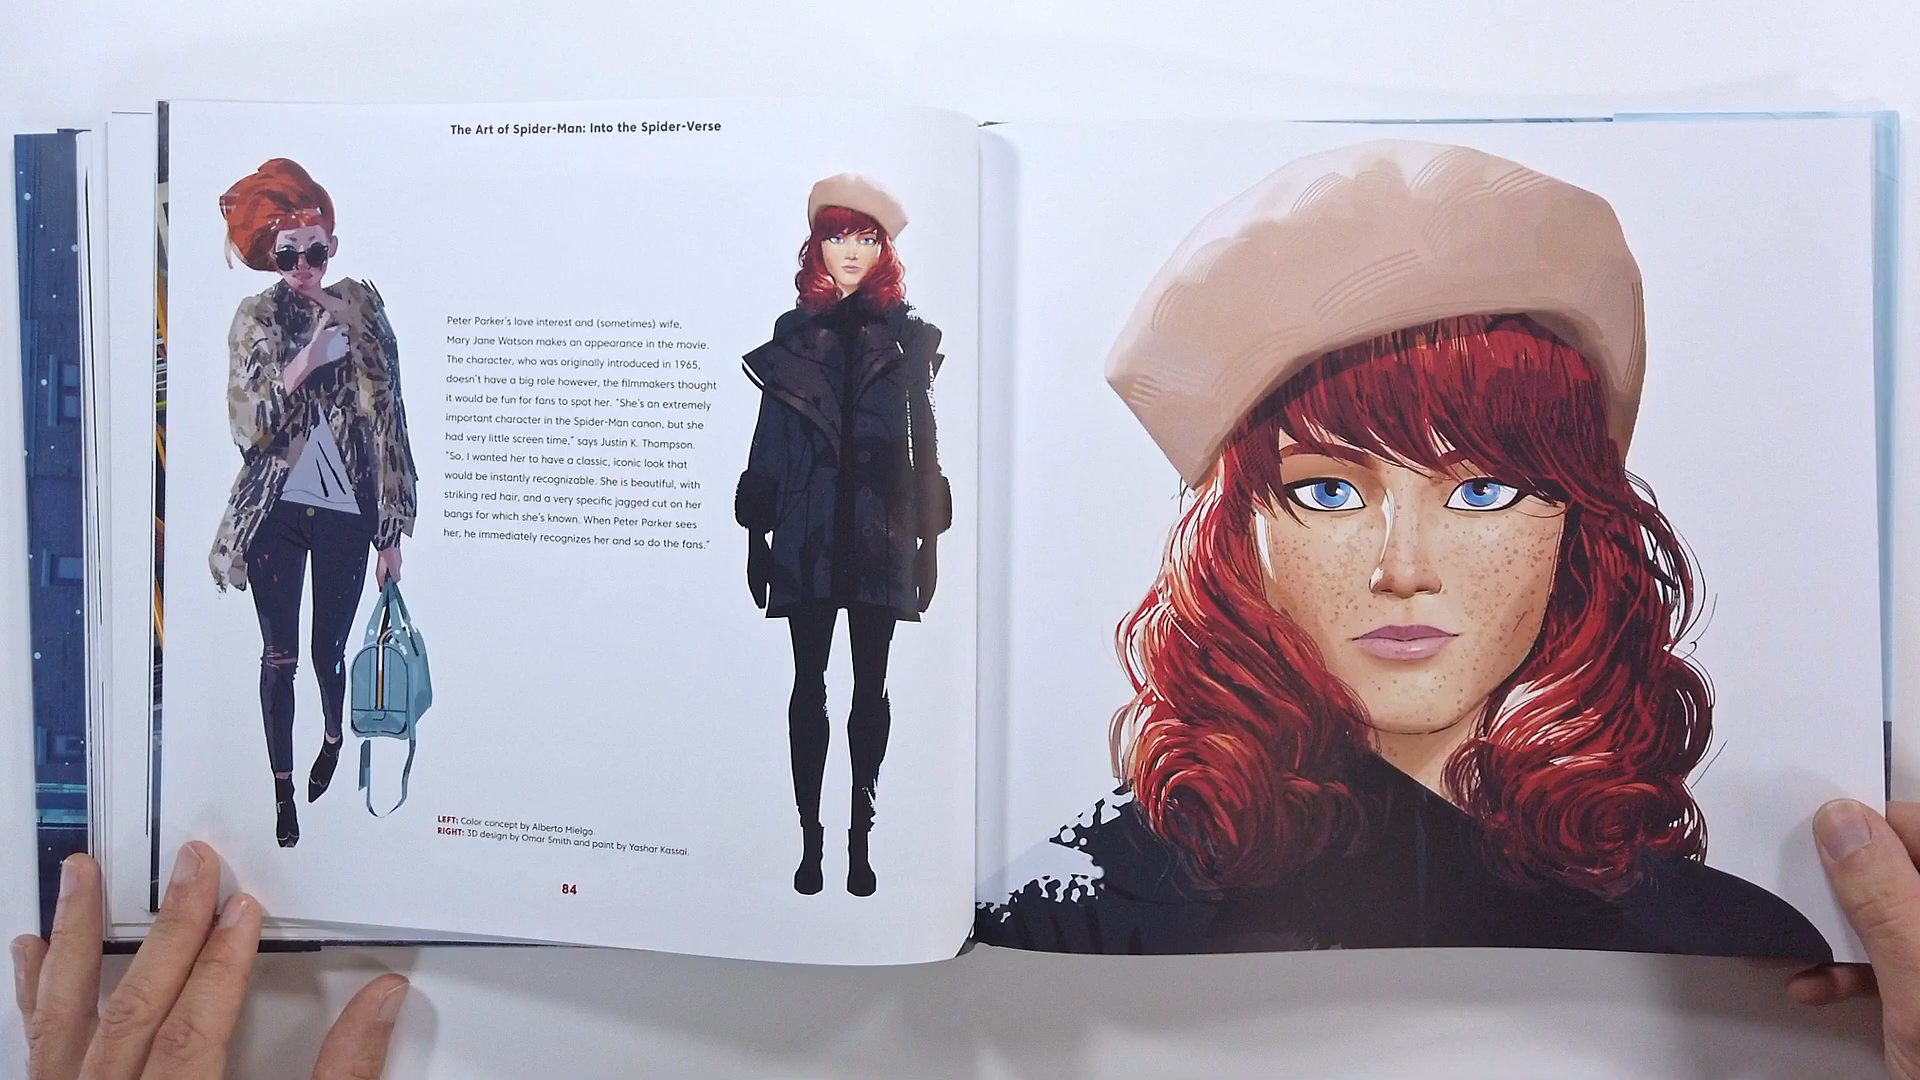 The Art of Spider-Man: Into the Spider-Verse
Peter Parker's love interest and (sometimes) wife,
Mary Jane Watson makes an appearance in the movie.
The character, who was originally introduced in 1965,
doesn't have a big role however, the filmmakers thought
it would be fun for fans to spot her. "She's an extremely
important character in the Spider-Man canon, but she
had very little screen time," says Justin K. Thompson.
"So, I wanted her to have a classic, iconic look that
would be instantly recognizable. She is beautiful, with
striking red hair, and a very specific jagged cut on her
bangs for which she's known. When Peter Parker sees
her, he immediately recognizes her and so do the fans."
LEFT: Color concept by Alberto Mielgo.
RIGHT: 3D design by Omar Smith and paint by Yashar Kassai.
84